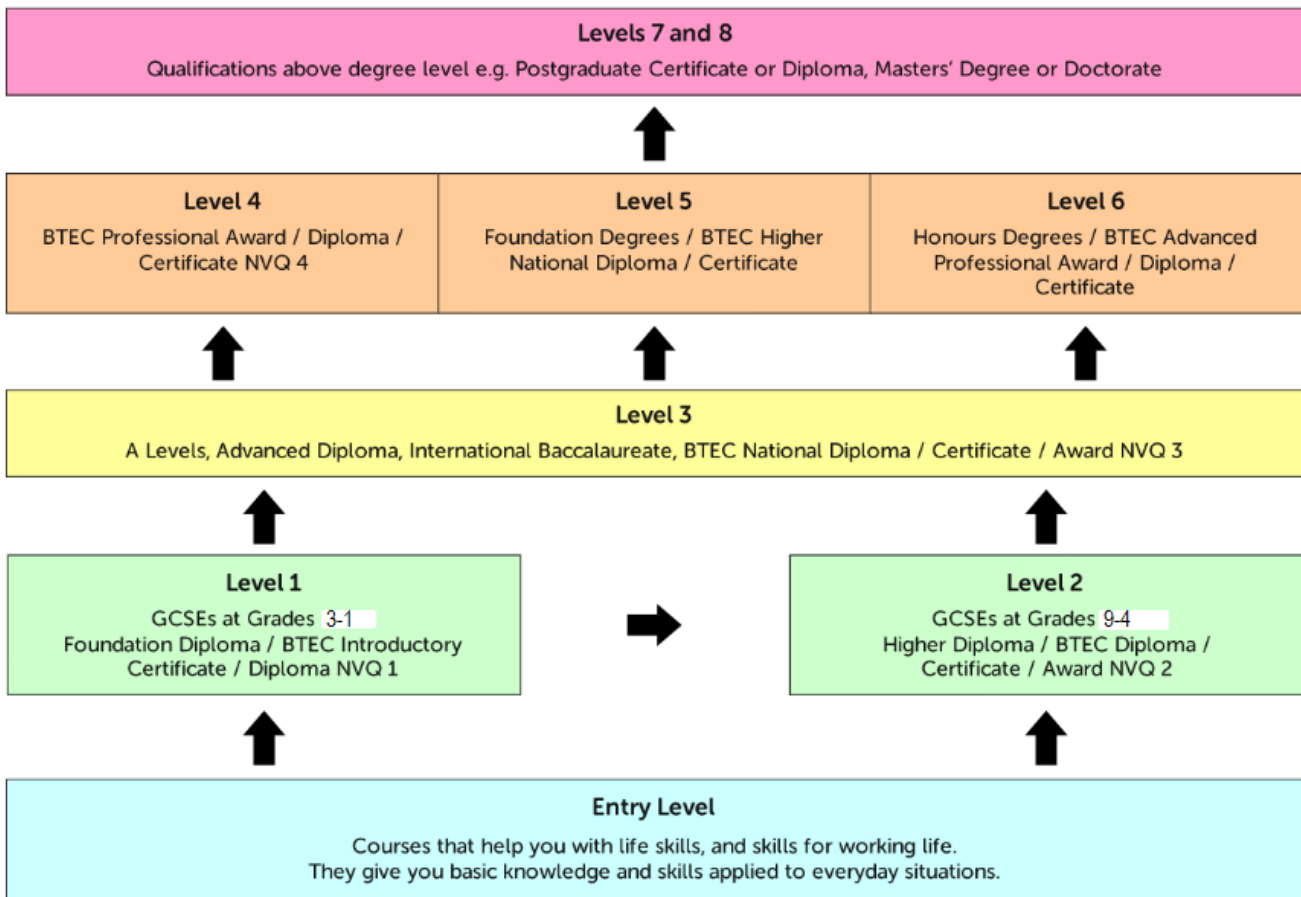 Levels 7 and 8
Qualifications above degree level e.g. Postgraduate Certificate or Diploma, Masters’ Degree or Doctorate
Level 4
BTEC Professional Award / Diploma /
Certificate NVQ 4
Level 5
Foundation Degrees / BTEC Higher
National Diploma / Certificate
Level 6
Honours Degrees / BTEC Advanced
Professional Award / Diploma /
Certificate
Level 3
A Levels, Advanced Diploma, International Baccalaureate, BTEC National Diploma / Certificate / Award NVQ 3
Level 1
GCSEs at Grades 3-1
Foundation Diploma / BTEC Introductory
Certificate / Diploma NVQ 1
Level 2
GCSEs at Grades 9-4
Higher Diploma / BTEC Diploma /
Certificate / Award NVQ 2
Entry Level
Courses that help you with life skills, and skills for working life.
They give you basic knowledge and skills applied to everyday situations.